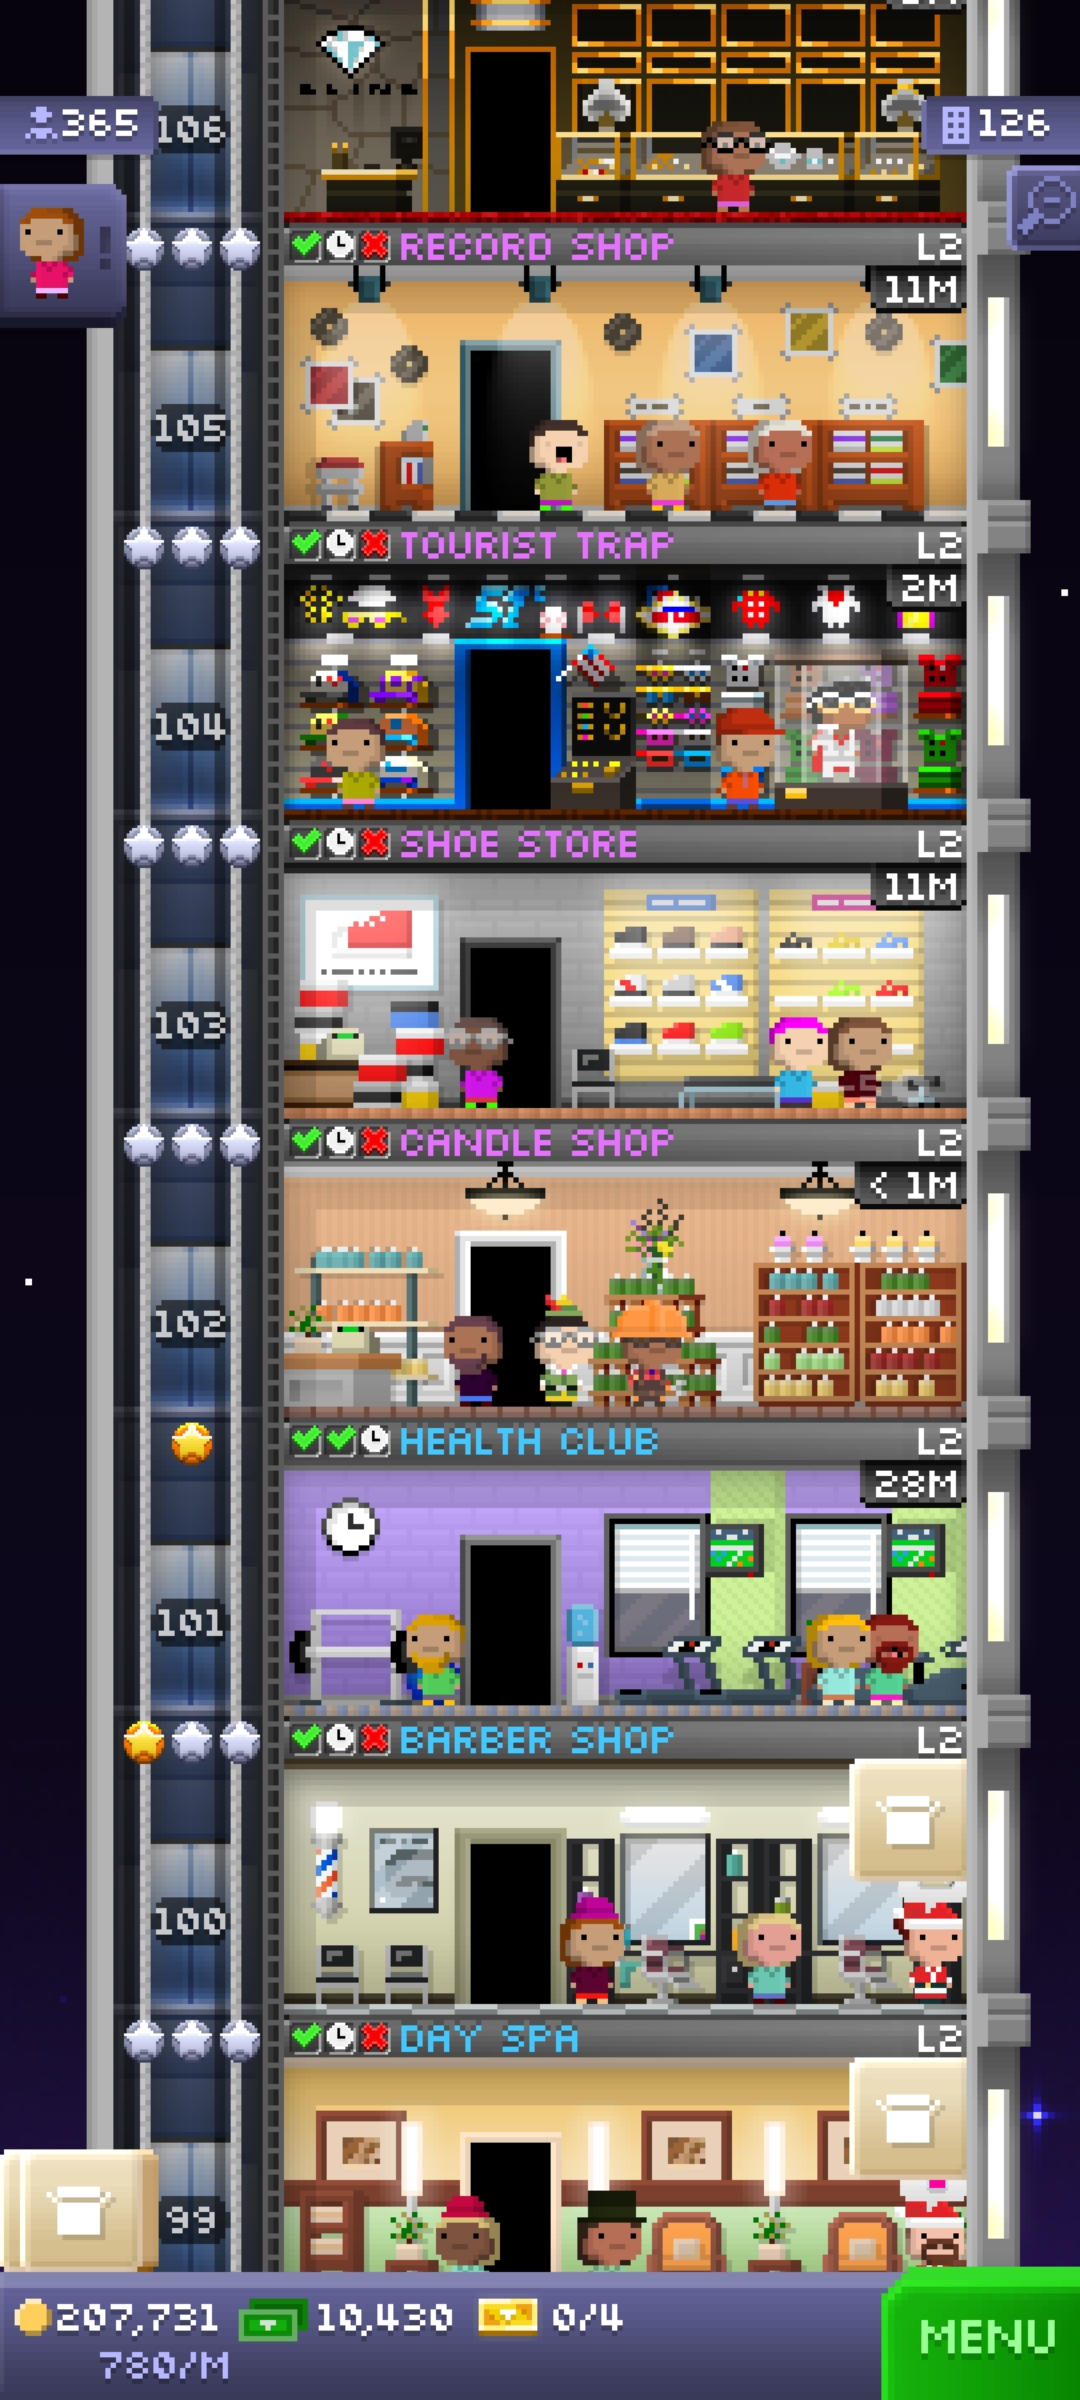 BLING
365
106
126
RECORD SHOP L2
11M
105
TOURIST TRAP L2
2M
104
SHOE STORE L2
11M
103
CANDLE SHOP L2
< 1M
102
HEALTH CLUB L2
28M
101
BARBER SHOP L2
100
DAY SPA L2
99
207,731 10,430 0/4
780/M
MENU